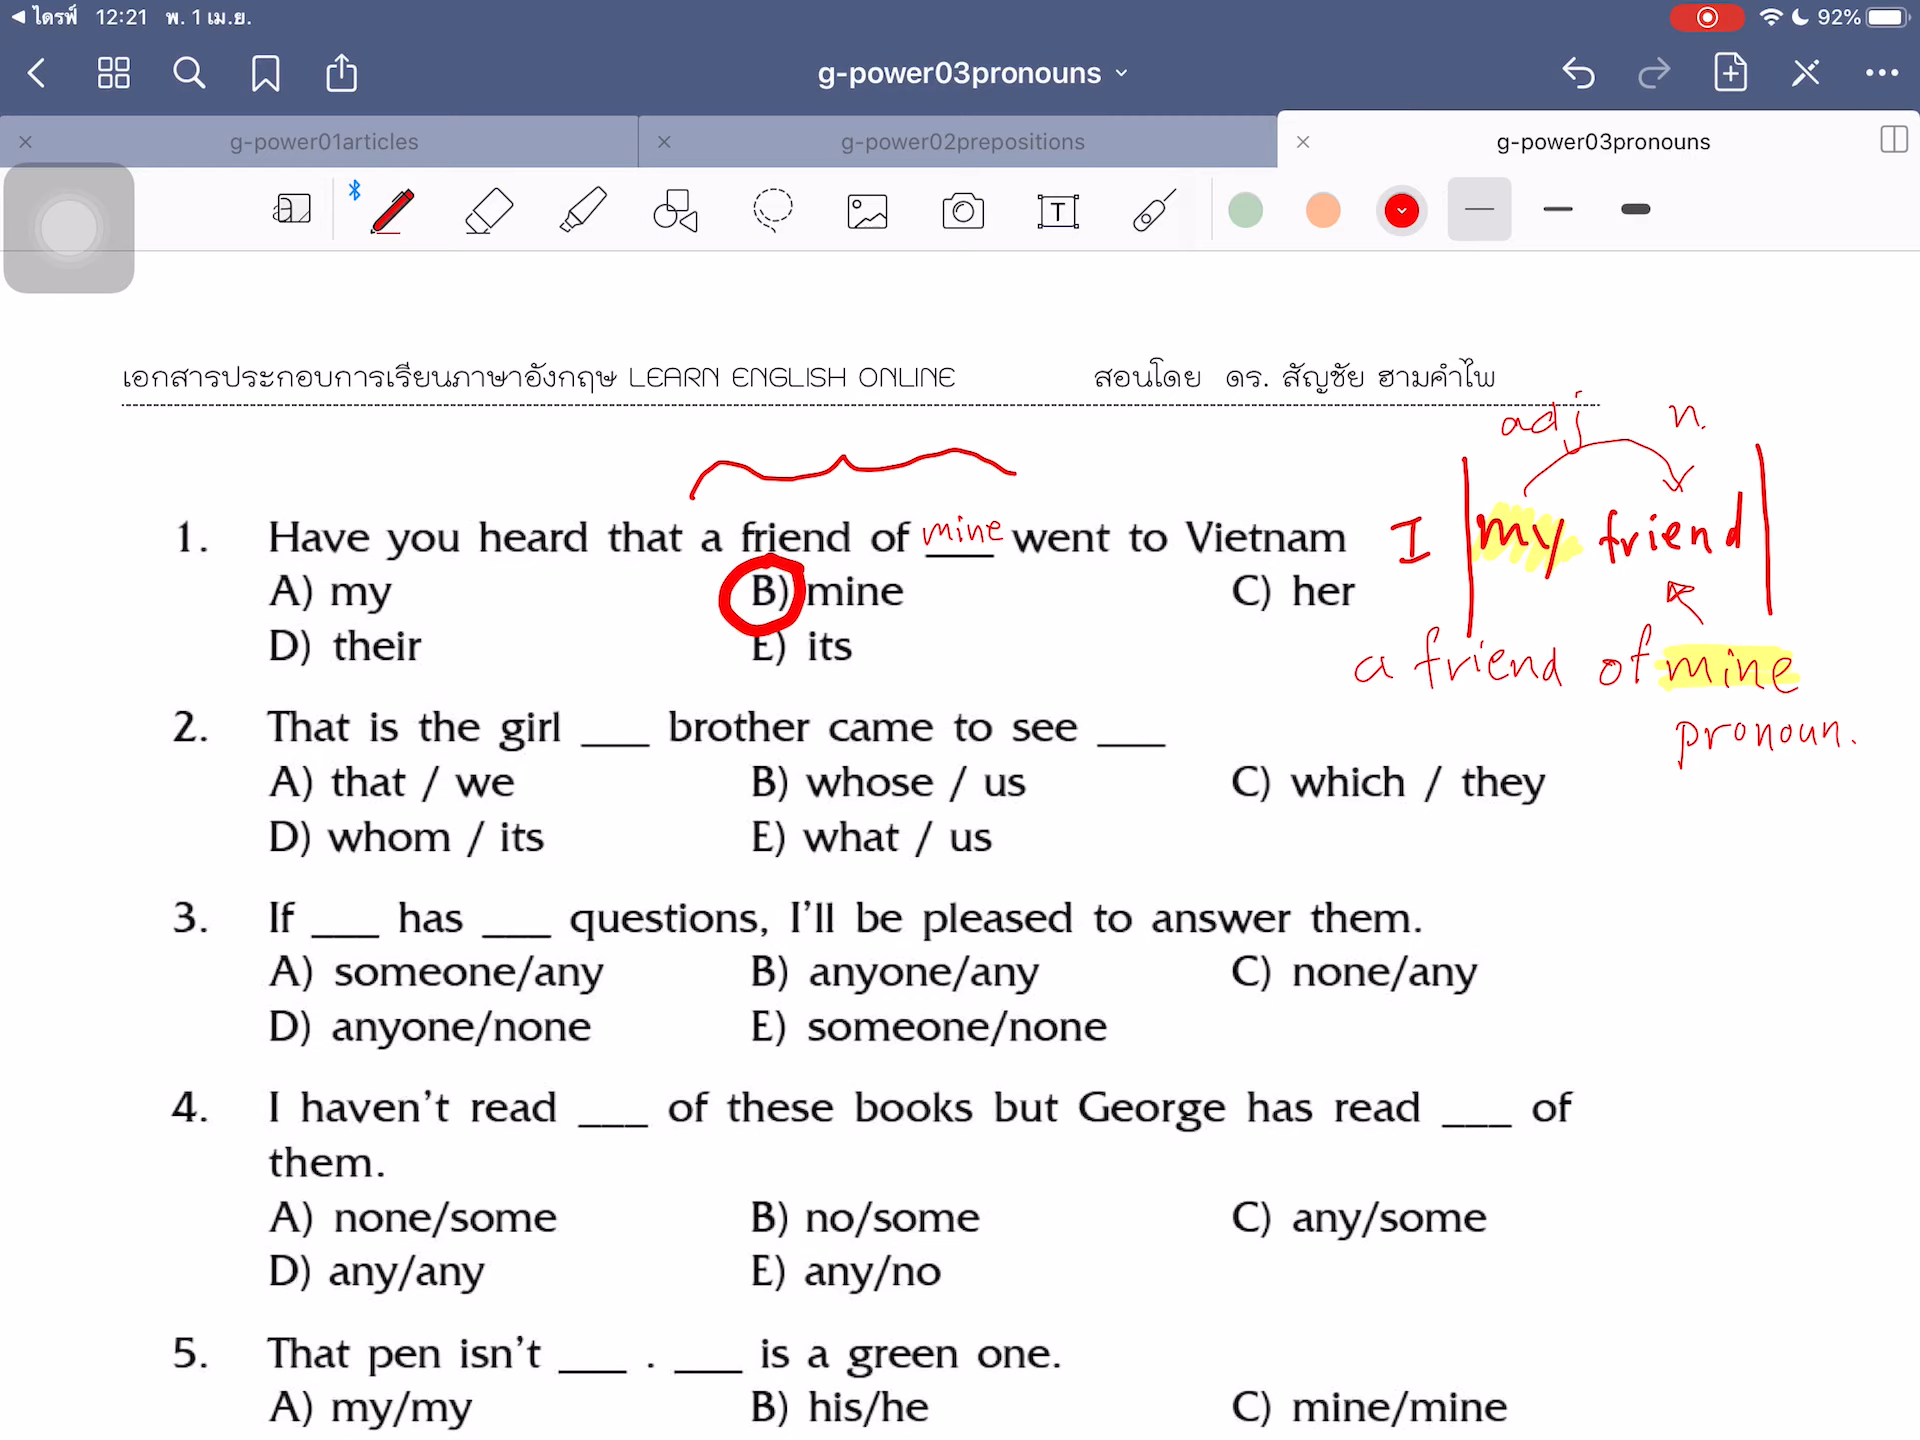 ◀ ไดรฟ์ 12:21 พ. 1 เม.ย. 92%
g-power03pronouns
g-power01articles g-power02prepositions g-power03pronouns
เอกสารประกอบการเรียนภาษาอังกฤษ LEARN ENGLISH ONLINE สอนโดย ดร. สัญชัย ฮามคำไพ
adj n.
1. Have you heard that a friend of mine ___ went to Vietnam
I my friend
A) my B) mine C) her
D) their E) its
a friend of mine
pronoun.
2. That is the girl ___ brother came to see ___
A) that / we B) whose / us C) which / they
D) whom / its E) what / us
3. If ___ has ___ questions, I'll be pleased to answer them.
A) someone/any B) anyone/any C) none/any
D) anyone/none E) someone/none
4. I haven't read ___ of these books but George has read ___ of
them.
A) none/some B) no/some C) any/some
D) any/any E) any/no
5. That pen isn't ___ . ___ is a green one.
A) my/my B) his/he C) mine/mine